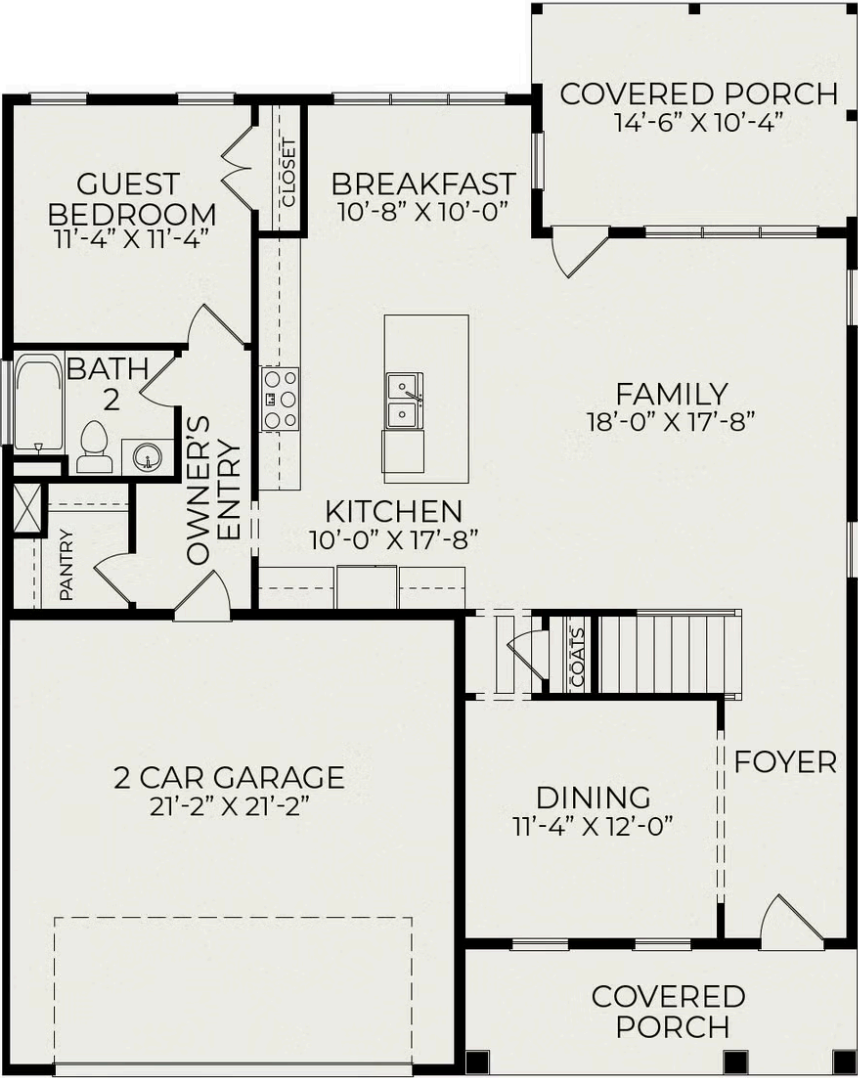 COVERED PORCH
14'-6" X 10'-4"
GUEST
BEDROOM
11'-4" X 11'-4"
CLOSET
BREAKFAST
10'-8" X 10'-0"
BATH
2
FAMILY
18'-0" X 17'-8"
OWNER'S
ENTRY
KITCHEN
10'-0" X 17'-8"
PANTRY
COATS
2 CAR GARAGE
21'-2" X 21'-2"
FOYER
DINING
11'-4" X 12'-0"
COVERED
PORCH